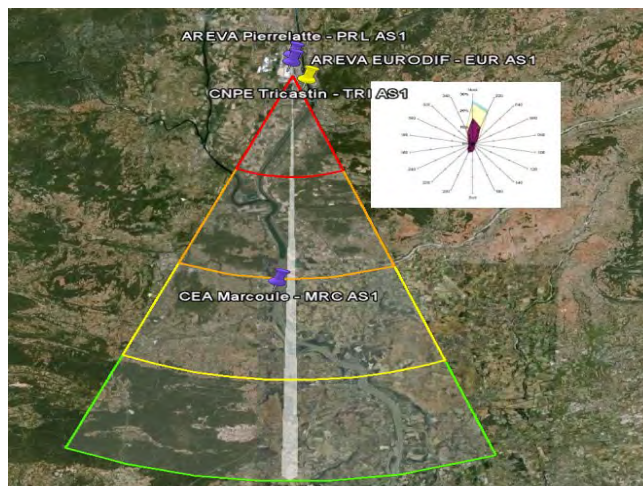 AREVA Pierrelatte - PRL AS1
AREVA EURODIF - EUR AS1
CNPE Tricastin - TRI AS1
CEA Marcoule - MRC AS1